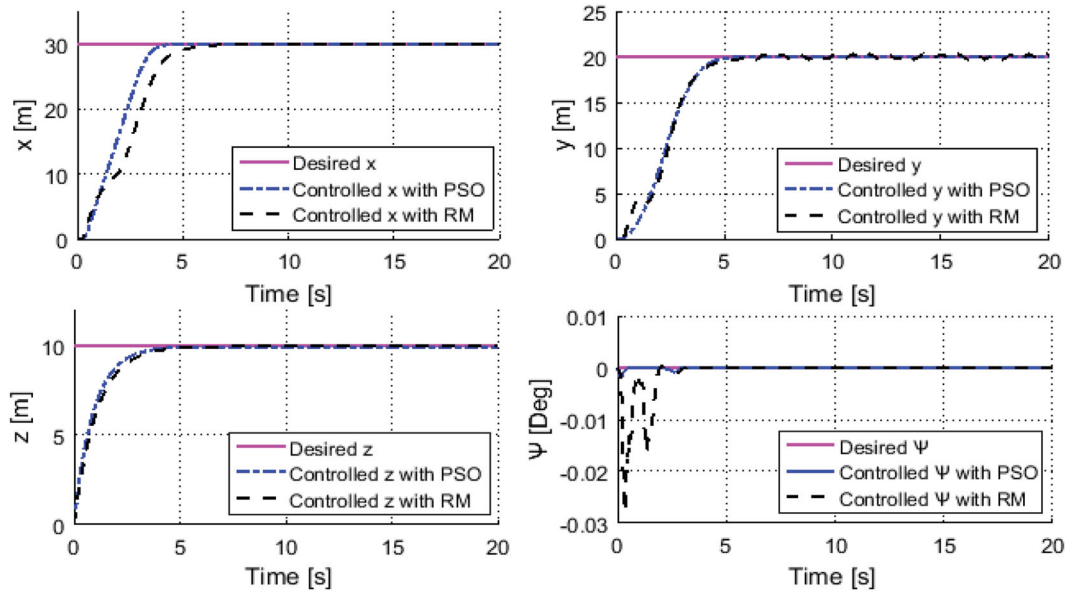 30
20
10
0
x [m]
Desired x
Controlled x with PSO
Controlled x with RM
0 5 10 15 20
Time [s]
25
20
15
10
5
0
y [m]
Desired y
Controlled y with PSO
Controlled y with RM
0 5 10 15 20
Time [s]
10
5
0
z [m]
Desired z
Controlled z with PSO
Controlled z with RM
0 5 10 15 20
Time [s]
0.01
0
-0.01
-0.02
-0.03
Ψ [Deg]
Desired Ψ
Controlled Ψ with PSO
Controlled Ψ with RM
0 5 10 15 20
Time [s]